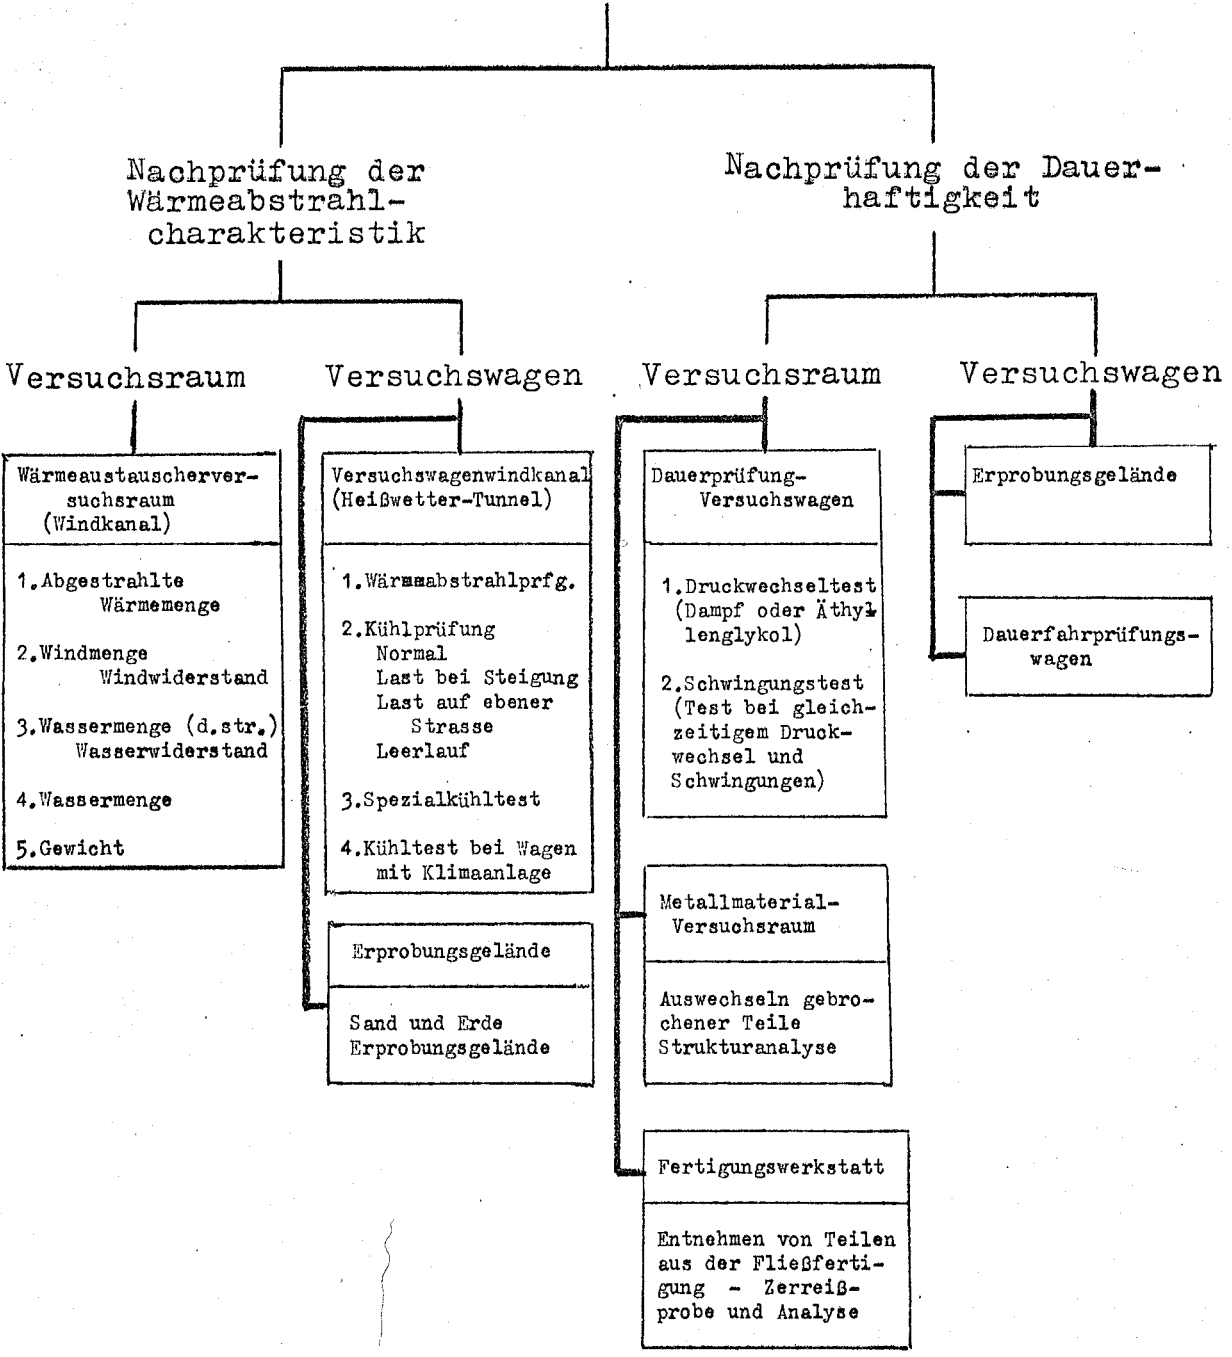 Nachprüfung der
Wärmeabstrahl-
charakteristik
Nachprüfung der Dauer-
haftigkeit
Versuchsraum
Versuchswagen
Versuchsraum
Versuchswagen
Wärmeaustauscherver-
suchsraum
(Windkanal)
1.Abgestrahlte
Wärmemenge
2.Windmenge
Windwiderstand
3.Wassermenge (d.str.)
Wasserwiderstand
4.Wassermenge
5.Gewicht
Versuchswagenwindkanal
(Heißwetter-Tunnel)
1.Wärmeabstrahlprfg.
2.Kühlprüfung
Normal
Last bei Steigung
Last auf ebener
Strasse
Leerlauf
3.Spezialkühltest
4.Kühltest bei Wagen
mit Klimaanlage
Erprobungsgelände
Sand und Erde
Erprobungsgelände
Dauerprüfung-
Versuchswagen
1.Druckwechseltest
(Dampf oder Äthyl
lenglykol)
2.Schwingungstest
(Test bei gleich-
zeitigem Druck-
wechsel und
Schwingungen)
Metallmaterial-
Versuchsraum
Auswechseln gebro-
chener Teile
Strukturanalyse
Fertigungswerkstatt
Entnehmen von Teilen
aus der Fließferti-
gung - Zerreiß-
probe und Analyse
Erprobungsgelände
Dauerfahrprüfungs-
wagen